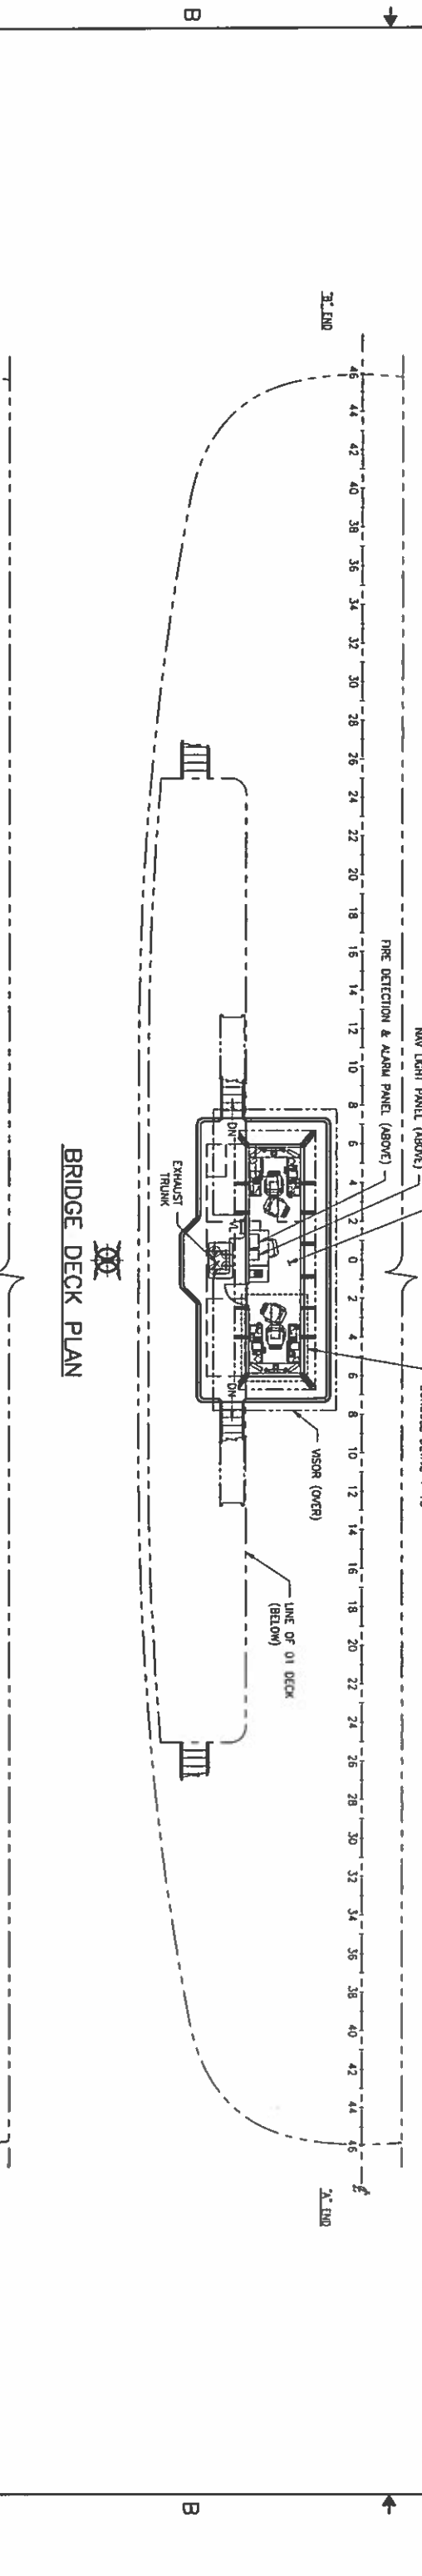 B
"B" END
46 44 42 40 38 36 34 32 30 28 26 24 22 20 18 16 14 12 10 8 6 4 2 0 2 4 6 8 10 12 14 16 18 20 22 24 26 28 30 32 34 36 38 40 42 44 46
"A" END
NAV LIGHT PANEL (ABOVE)
FIRE DETECTION & ALARM PANEL (ABOVE)
VISOR (OVER)
LINE OF 01 DECK
(BELOW)
DN
DN
EXHAUST
TRUNK
BRIDGE DECK PLAN
B